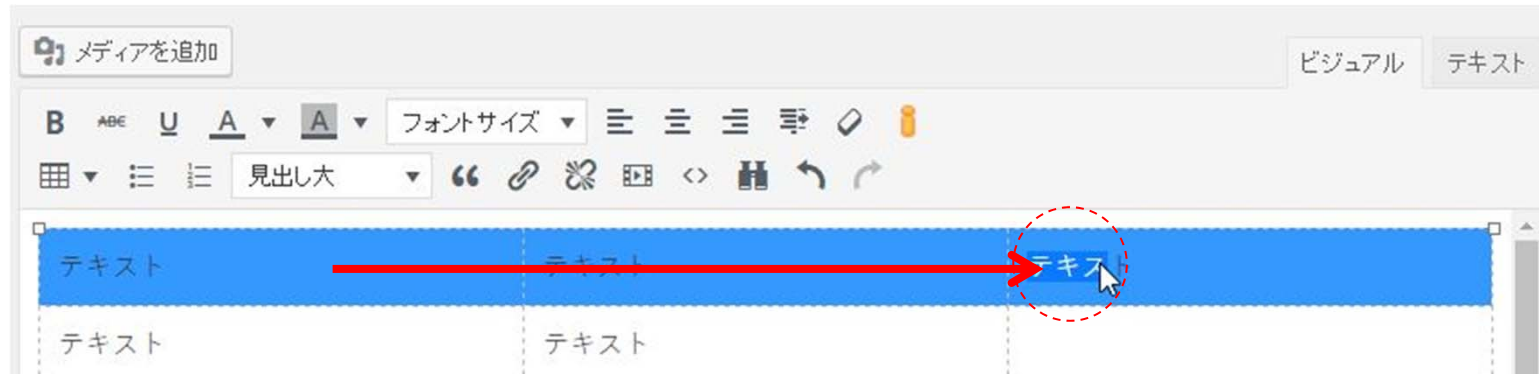 メディアを追加
ビジュアル テキスト
B ABC U A A フォントサイズ
見出し大
テキスト テキスト テキスト
テキスト テキスト